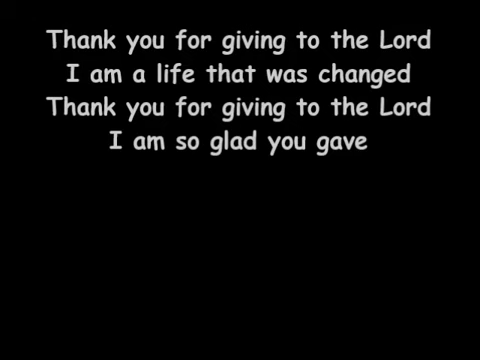 Thank you for giving to the Lord
I am a life that was changed
Thank you for giving to the Lord
I am so glad you gave